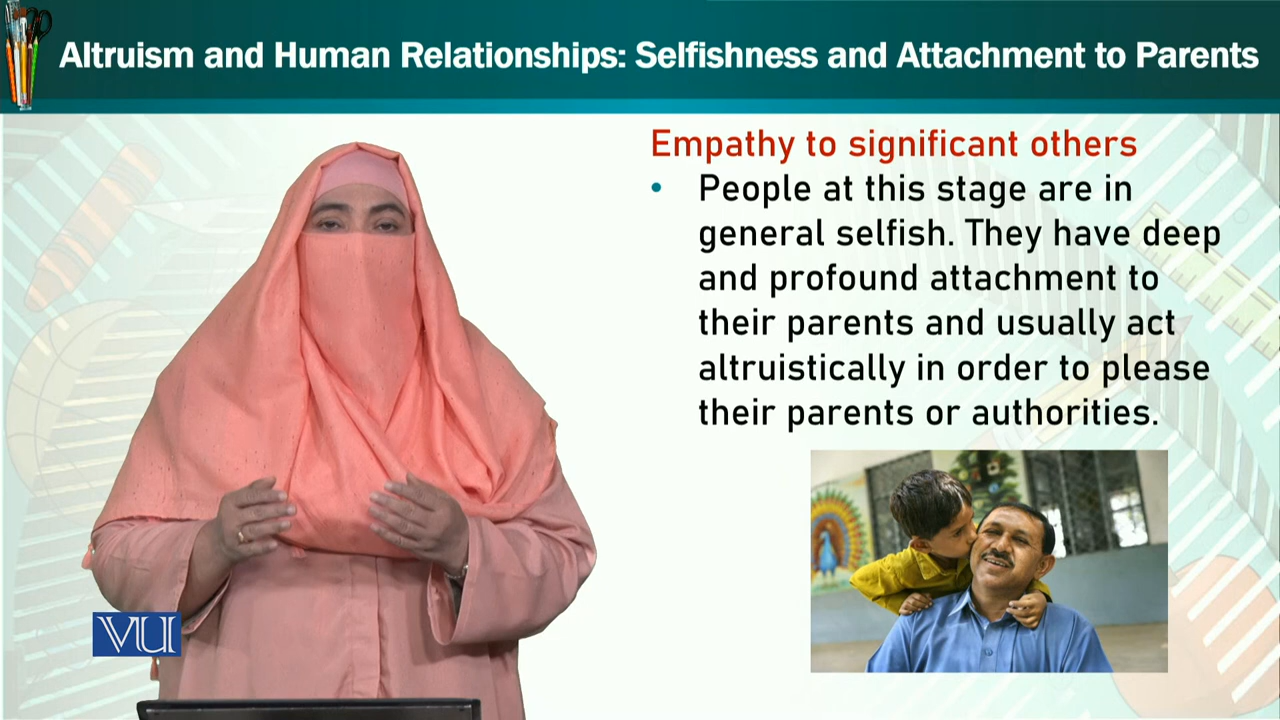 Altruism and Human Relationships: Selfishness and Attachment to Parents
Empathy to significant others
• People at this stage are in
general selfish. They have deep
and profound attachment to
their parents and usually act
altruistically in order to please
their parents or authorities.
VU